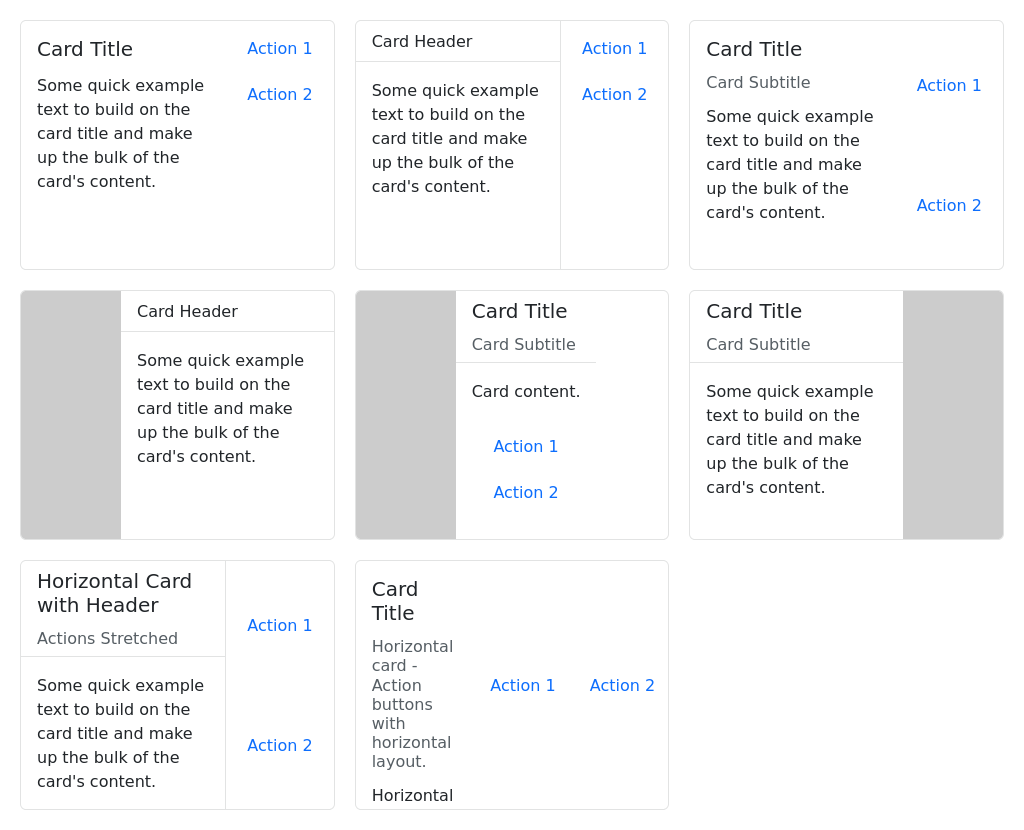 Card Title
Some quick example
text to build on the
card title and make
up the bulk of the
card's content.
Action 1
Action 2
Card Header
Some quick example
text to build on the
card title and make
up the bulk of the
card's content.
Action 1
Action 2
Card Title
Card Subtitle
Some quick example
text to build on the
card title and make
up the bulk of the
card's content.
Action 1
Action 2
Card Header
Some quick example
text to build on the
card title and make
up the bulk of the
card's content.
Card Title
Card Subtitle
Card content.
Action 1
Action 2
Card Title
Card Subtitle
Some quick example
text to build on the
card title and make
up the bulk of the
card's content.
Horizontal Card
with Header
Actions Stretched
Some quick example
text to build on the
card title and make
up the bulk of the
card's content.
Action 1
Action 2
Card
Title
Horizontal
card -
Action
buttons
with
horizontal
layout.
Horizontal
Action 1
Action 2